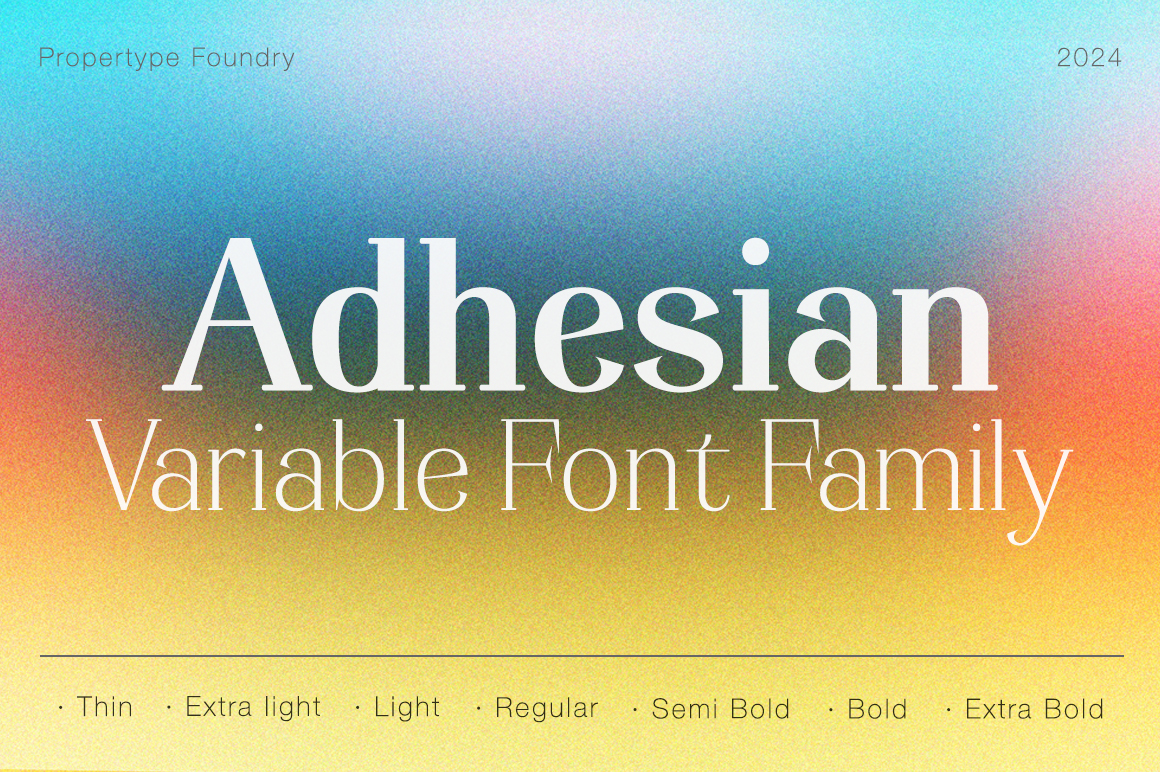 Propertype Foundry 2024
Adhesian
Variable Font Family
· Thin · Extra light · Light · Regular · Semi Bold · Bold · Extra Bold